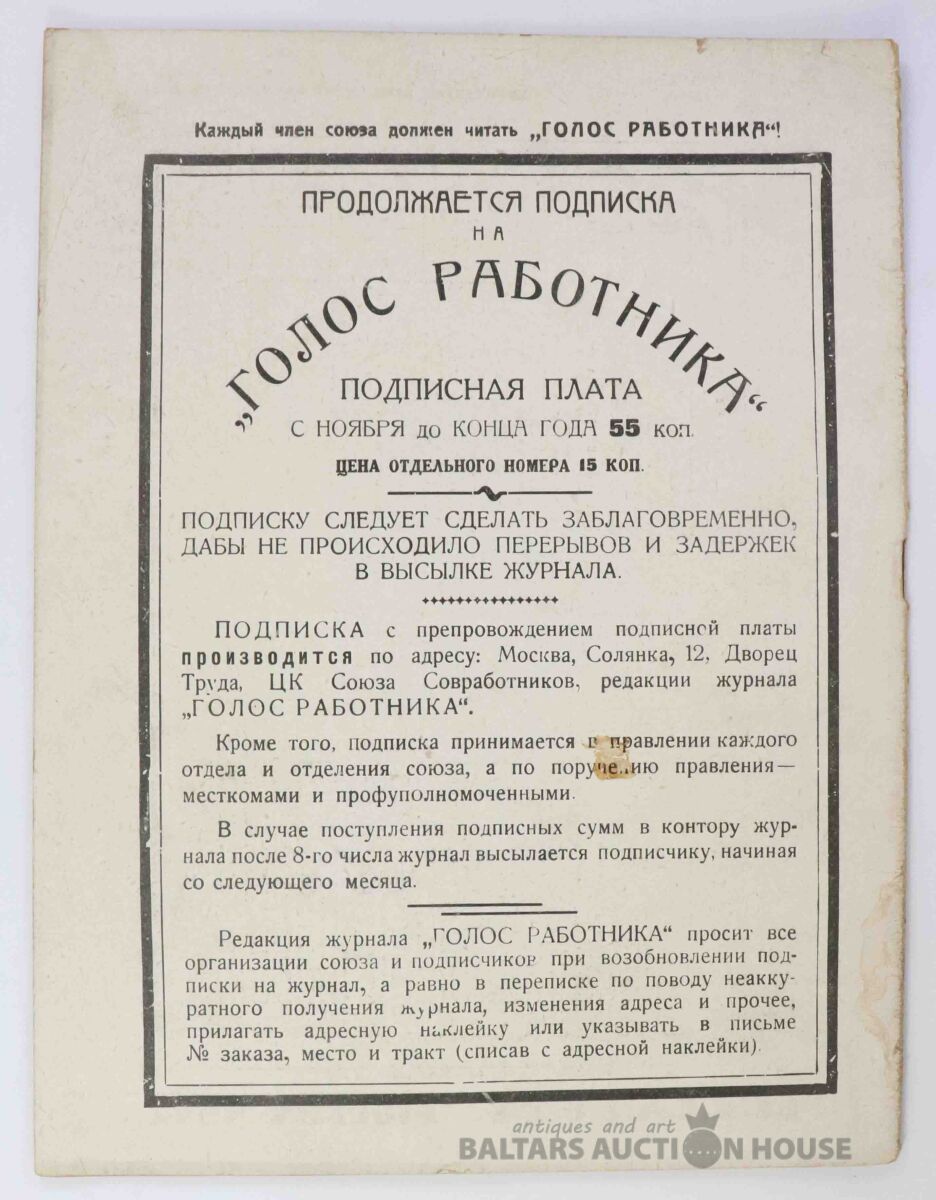 Каждый член союза должен читать „ГОЛОС РАБОТНИКА“!
ПРОДОЛЖАЕТСЯ ПОДПИСКА
НА
„ГОЛОС РАБОТНИКА“
ПОДПИСНАЯ ПЛАТА
С НОЯБРЯ до КОНЦА ГОДА 55 коп.
ЦЕНА ОТДЕЛЬНОГО НОМЕРА 15 КОП.
ПОДПИСКУ СЛЕДУЕТ СДЕЛАТЬ ЗАБЛАГОВРЕМЕННО,
ДАБЫ НЕ ПРОИСХОДИЛО ПЕРЕРЫВОВ И ЗАДЕРЖЕК
В ВЫСЫЛКЕ ЖУРНАЛА.
ПОДПИСКА с препровождением подписной платы
производится по адресу: Москва, Солянка, 12, Дворец
Труда, ЦК Союза Совработников, редакции журнала
„ГОЛОС РАБОТНИКА“.
Кроме того, подписка принимается в правлении каждого
отдела и отделения союза, а по поручению правления—
месткомами и профуполномоченными.
В случае поступления подписных сумм в контору жур-
нала после 8-го числа журнал высылается подписчику, начиная
со следующего месяца.
Редакция журнала „ГОЛОС РАБОТНИКА“ просит все
организации союза и подписчиков при возобновлении под-
писки на журнал, а равно в переписке по поводу неакку-
ратного получения журнала, изменения адреса и прочее,
прилагать адресную наклейку или указывать в письме
№ заказа, место и тракт (списав с адресной наклейки).
antiques and art
BALTARS AUCTION HOUSE